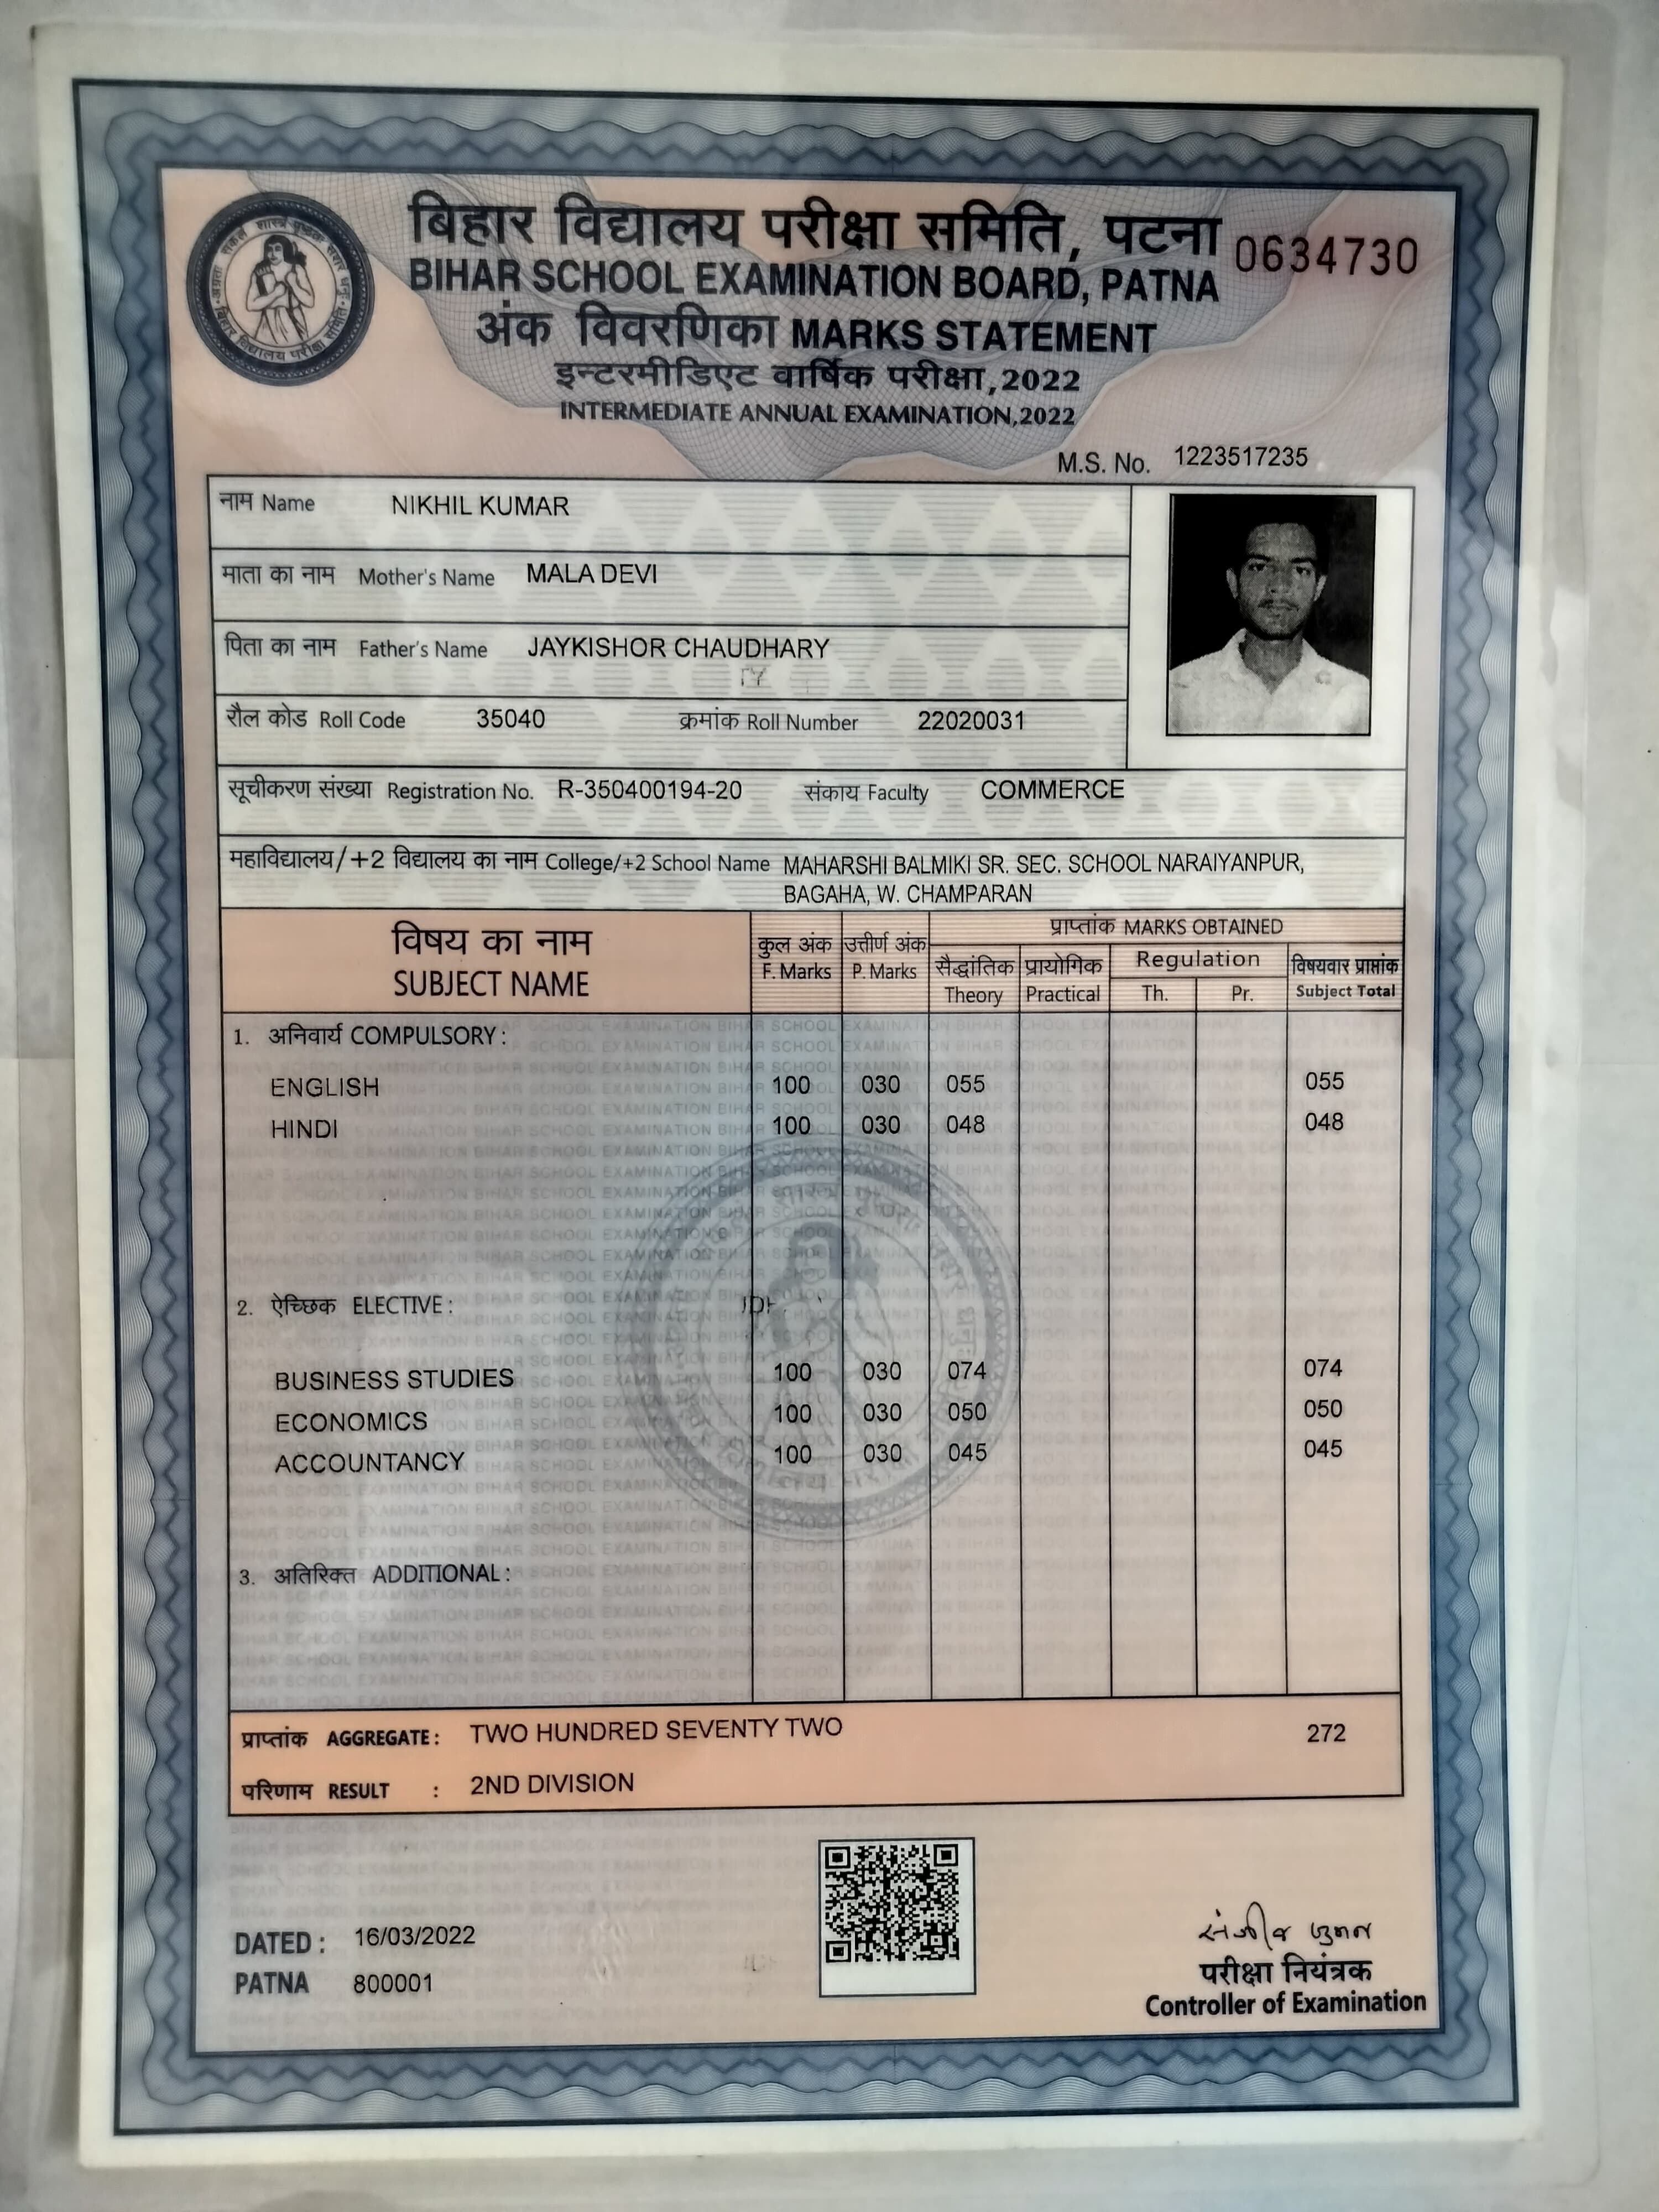 बिहार विद्यालय परीक्षा समिति, पटना
0634730
BIHAR SCHOOL EXAMINATION BOARD, PATNA
अंक विवरणिका MARKS STATEMENT
इन्टरमीडिएट वार्षिक परीक्षा,2022
INTERMEDIATE ANNUAL EXAMINATION,2022
M.S. No. 1223517235
नाम Name NIKHIL KUMAR
माता का नाम Mother's Name MALA DEVI
पिता का नाम Father's Name JAYKISHOR CHAUDHARY
रौल कोड Roll Code 35040 क्रमांक Roll Number 22020031
सूचीकरण संख्या Registration No. R-350400194-20 संकाय Faculty COMMERCE
महाविद्यालय/+2 विद्यालय का नाम College/+2 School Name MAHARSHI BALMIKI SR. SEC. SCHOOL NARAIYANPUR,
BAGAHA, W. CHAMPARAN
विषय का नाम कुल अंक उत्तीर्ण अंक प्राप्तांक MARKS OBTAINED
SUBJECT NAME F. Marks P. Marks सैद्धांतिक प्रायोगिक Regulation विषयवार प्राप्तांक
Theory Practical Th. Pr. Subject Total
1. अनिवार्य COMPULSORY :
ENGLISH 100 030 055 055
HINDI 100 030 048 048
2. ऐच्छिक ELECTIVE :
BUSINESS STUDIES 100 030 074 074
ECONOMICS 100 030 050 050
ACCOUNTANCY 100 030 045 045
3. अतिरिक्त ADDITIONAL :
प्राप्तांक AGGREGATE : TWO HUNDRED SEVENTY TWO 272
परिणाम RESULT : 2ND DIVISION
DATED : 16/03/2022
PATNA 800001
परीक्षा नियंत्रक
Controller of Examination